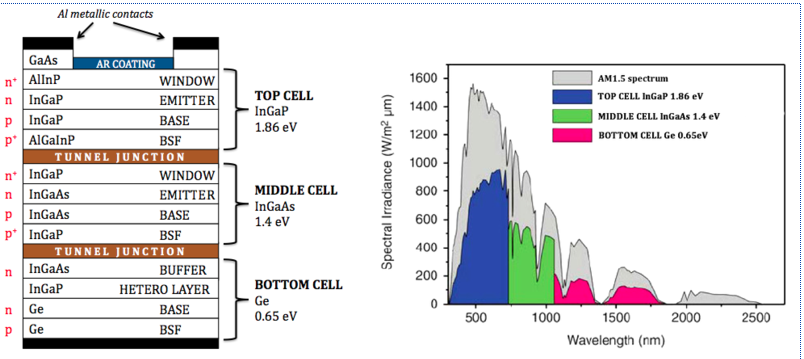 Al metallic contacts
GaAs
AR COATING
n⁺ AlInP WINDOW
n InGaP EMITTER
p InGaP BASE
p⁺ AlGaInP BSF
TUNNEL JUNCTION
n⁺ InGaP WINDOW
n InGaAs EMITTER
p InGaAs BASE
p⁺ InGaP BSF
TUNNEL JUNCTION
n InGaAs BUFFER
InGaP HETERO LAYER
n Ge BASE
p Ge BSF
TOP CELL
InGaP
1.86 eV
MIDDLE CELL
InGaAs
1.4 eV
BOTTOM CELL
Ge
0.65 eV
Spectral Irradiance (W/m² µm)
1600
1400
1200
1000
800
600
400
200
0
AM1.5 spectrum
TOP CELL InGaP 1.86 eV
MIDDLE CELL InGaAs 1.4 eV
BOTTOM CELL Ge 0.65eV
500 1000 1500 2000 2500
Wavelength (nm)